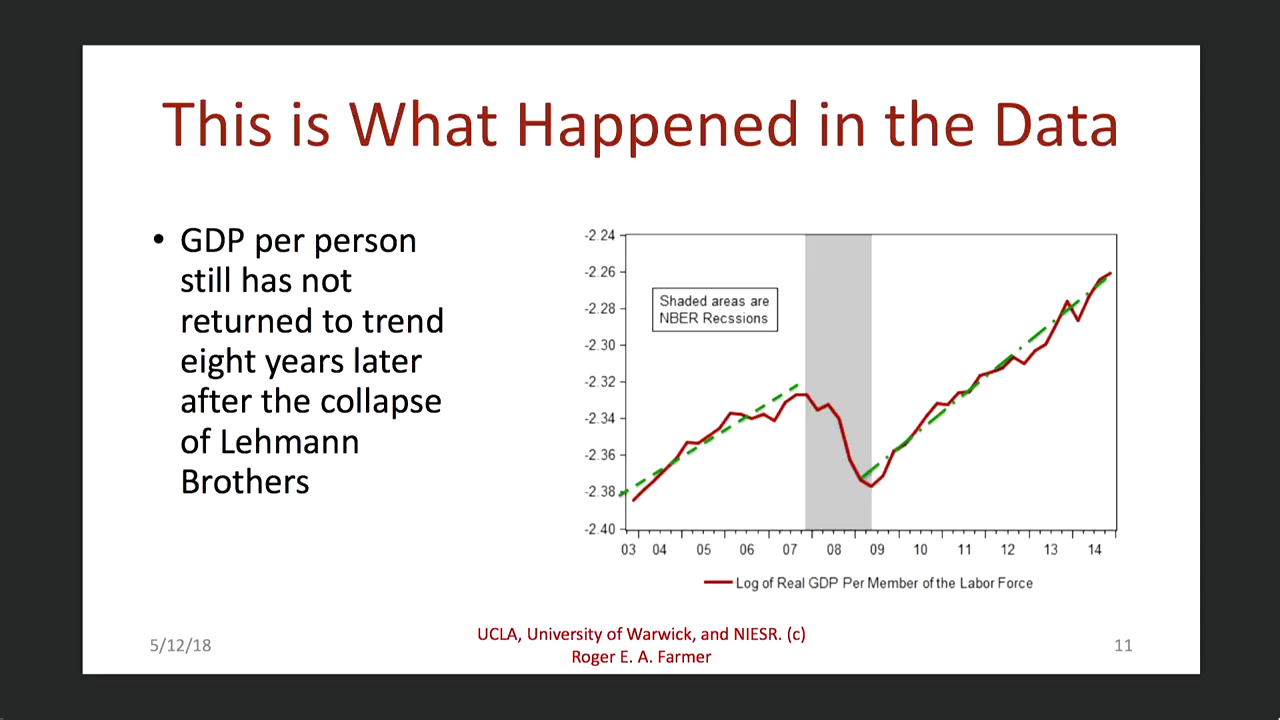 This is What Happened in the Data
• GDP per person
still has not
returned to trend
eight years later
after the collapse
of Lehmann
Brothers
-2.24
-2.26
-2.28
-2.30
-2.32
-2.34
-2.36
-2.38
-2.40
Shaded areas are
NBER Recssions
03 04 05 06 07 08 09 10 11 12 13 14
Log of Real GDP Per Member of the Labor Force
5/12/18
UCLA, University of Warwick, and NIESR. (c)
Roger E. A. Farmer
11